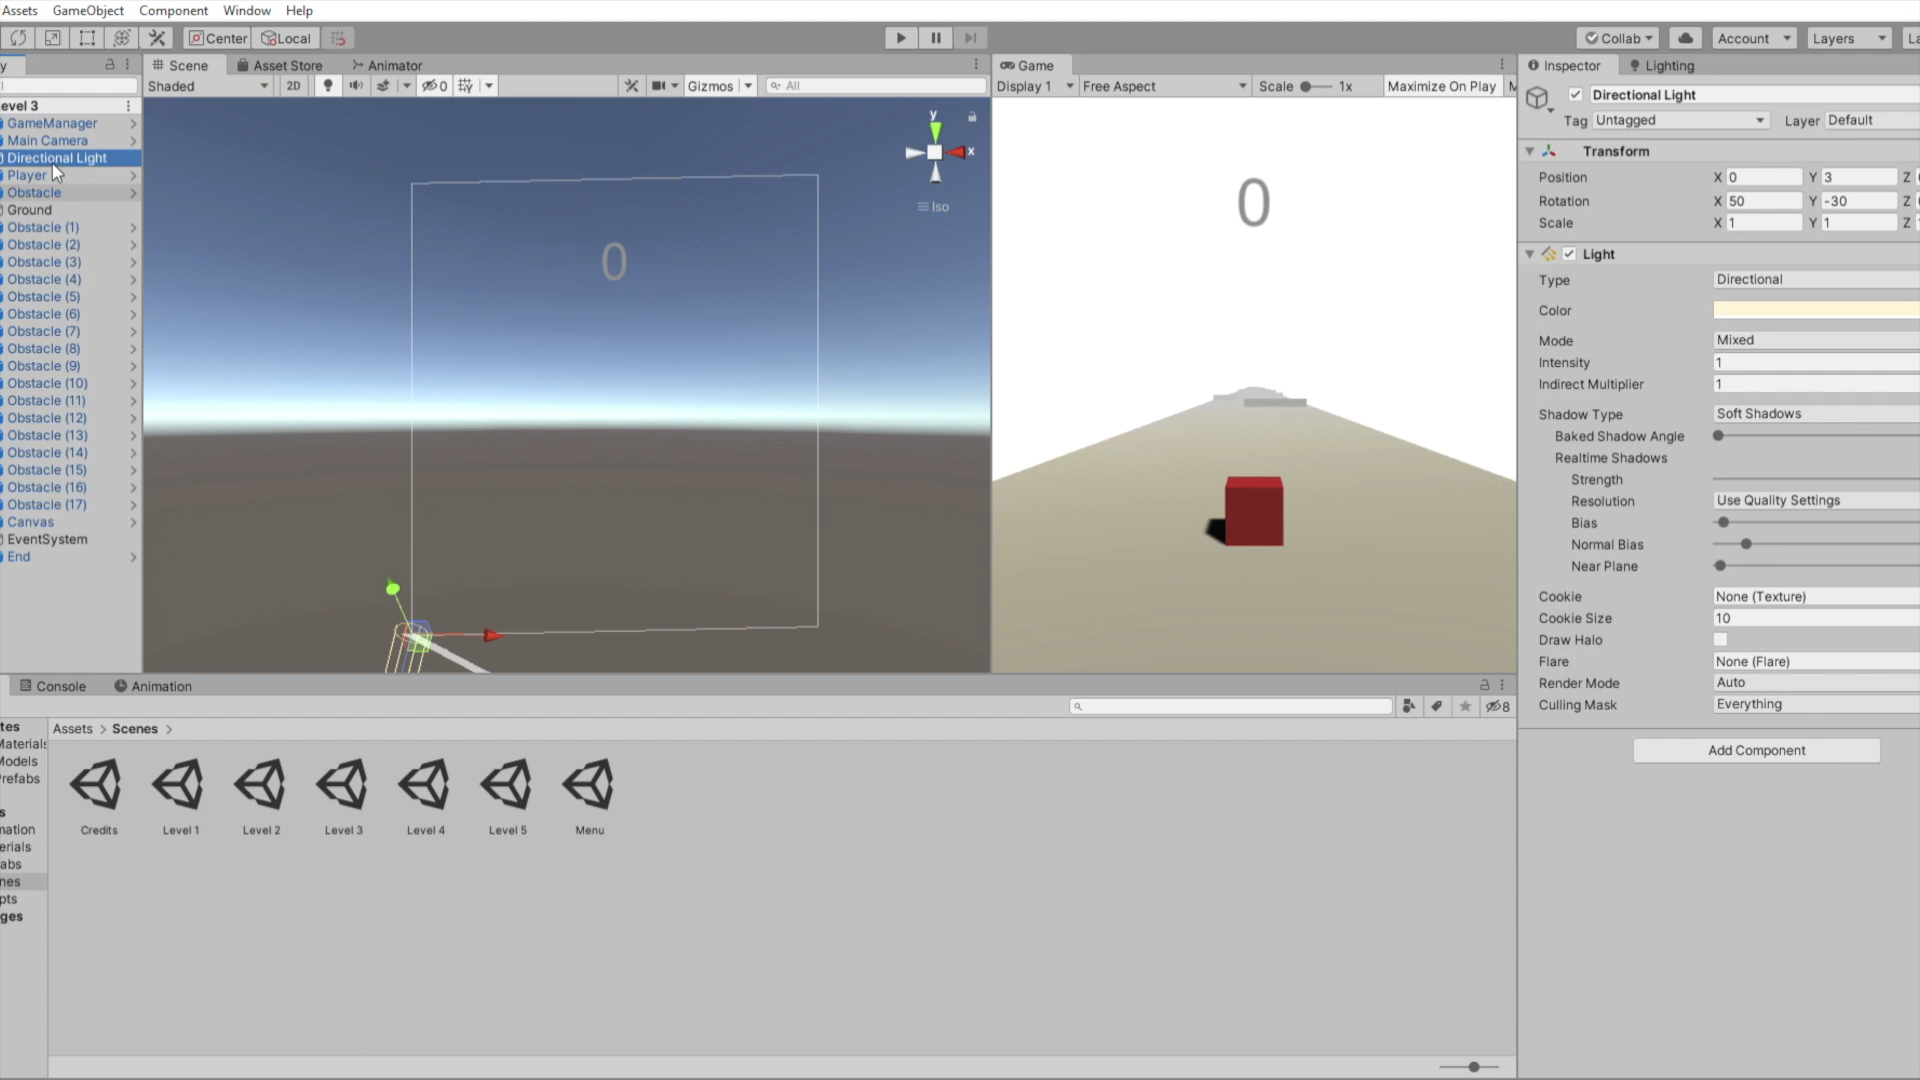 Assets GameObject Component Window Help
Center Local Collab Account Layers
Scene Asset Store Animator
Game
Inspector Lighting
Shaded 2D 0 Gizmos All
Display 1 Free Aspect Scale 1x Maximize On Play
evel 3
GameManager
Main Camera
Directional Light
Player
Obstacle
Ground
Obstacle (1)
Obstacle (2)
Obstacle (3)
Obstacle (4)
Obstacle (5)
Obstacle (6)
Obstacle (7)
Obstacle (8)
Obstacle (9)
Obstacle (10)
Obstacle (11)
Obstacle (12)
Obstacle (13)
Obstacle (14)
Obstacle (15)
Obstacle (16)
Obstacle (17)
Canvas
EventSystem
End
y
x
Iso
0
0
Directional Light
Tag Untagged Layer Default
Transform
Position X 0 Y 3 Z
Rotation X 50 Y -30 Z
Scale X 1 Y 1 Z
Light
Type Directional
Color
Mode Mixed
Intensity 1
Indirect Multiplier 1
Shadow Type Soft Shadows
Baked Shadow Angle
Realtime Shadows
Strength
Resolution Use Quality Settings
Bias
Normal Bias
Near Plane
Cookie None (Texture)
Cookie Size 10
Draw Halo
Flare None (Flare)
Render Mode Auto
Culling Mask Everything
Add Component
Console Animation
8
Assets > Scenes >
tes
Materials
Models
Prefabs
s
mation
erials
abs
nes
pts
ges
Credits Level 1 Level 2 Level 3 Level 4 Level 5 Menu